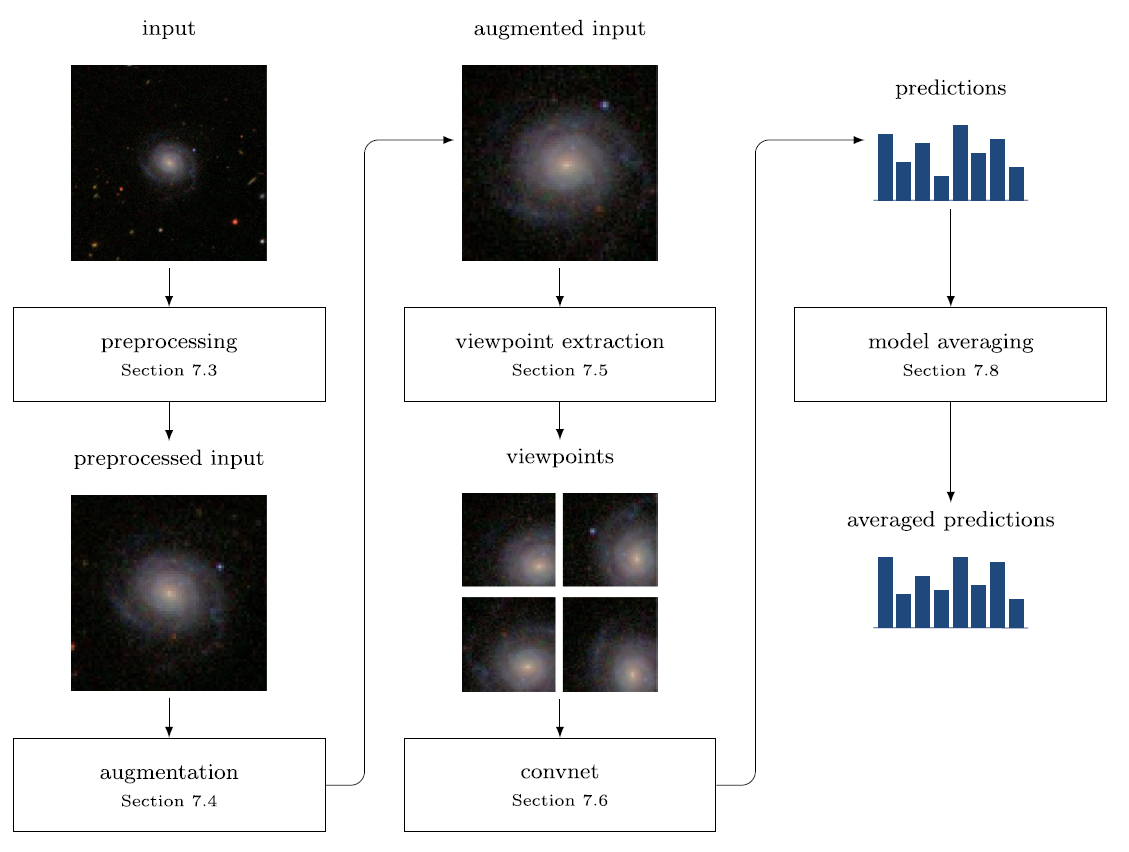 input
preprocessing
Section 7.3
preprocessed input
augmentation
Section 7.4
augmented input
viewpoint extraction
Section 7.5
viewpoints
convnet
Section 7.6
predictions
model averaging
Section 7.8
averaged predictions